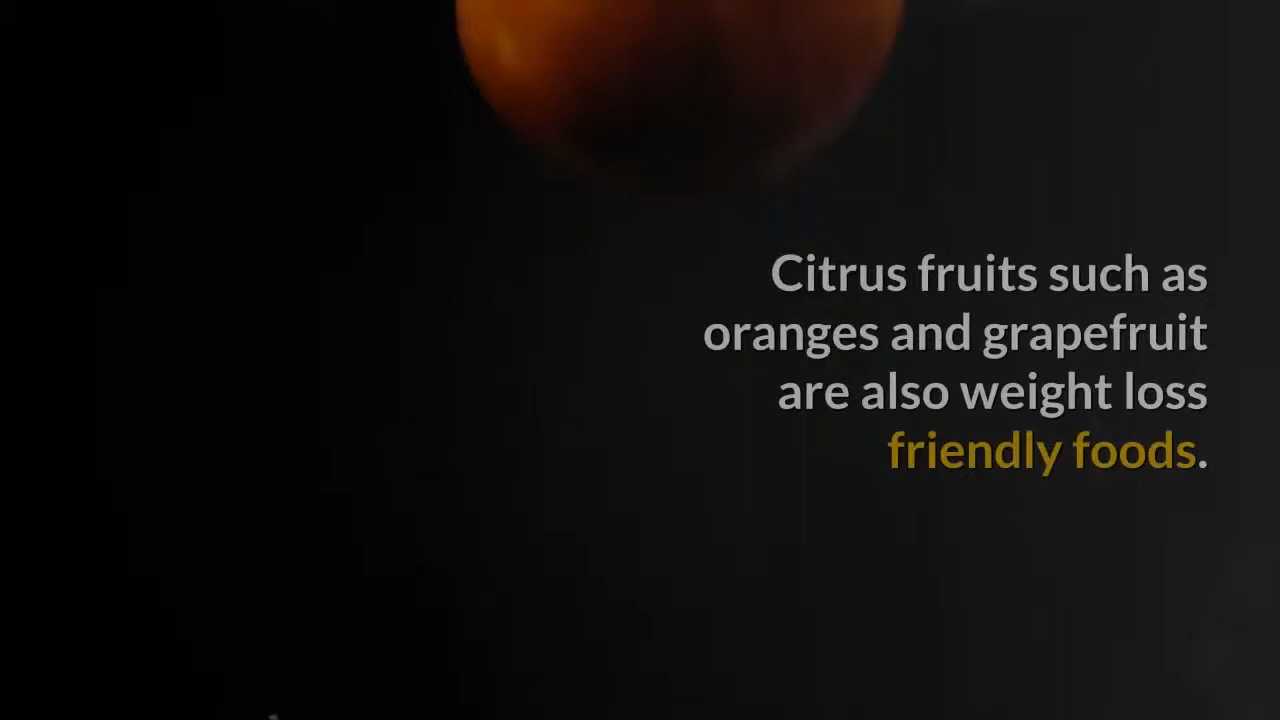 Citrus fruits such as
oranges and grapefruit
are also weight loss
friendly foods.